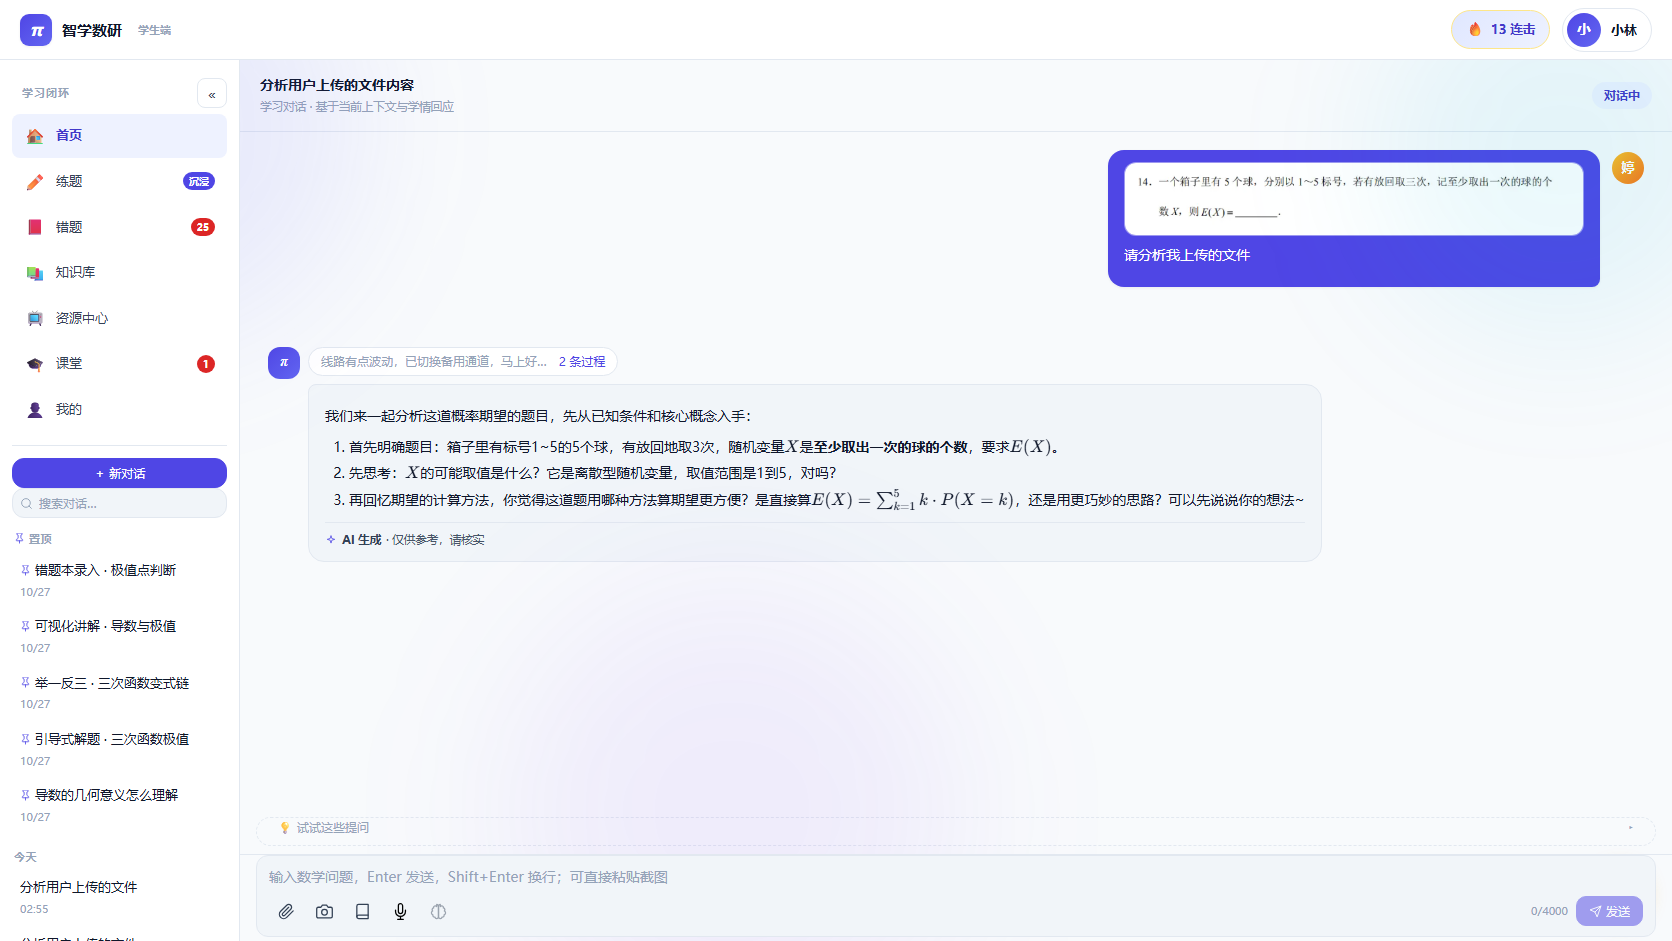 π 智学数研 学生端
13 连击
小 小林
学习闭环
«
首页
练题 沉浸
错题 25
知识库
资源中心
课堂 1
我的
+ 新对话
搜索对话...
置顶
错题本录入 · 极值点判断
10/27
可视化讲解 · 导数与极值
10/27
举一反三 · 三次函数变式链
10/27
引导式解题 · 三次函数极值
10/27
导数的几何意义怎么理解
10/27
今天
分析用户上传的文件
02:55
分析用户上传的文件内容
学习对话 · 基于当前上下文与学情回应
对话中
婷
14. 一个箱子里有 5 个球，分别以 1～5 标号，若有放回取三次，记至少取出一次的球的个
数 X，则 E(X)=________.
请分析我上传的文件
π
线路有点波动，已切换备用通道，马上好... 2 条过程
我们来一起分析这道概率期望的题目，先从已知条件和核心概念入手：
1. 首先明确题目：箱子里有标号1~5的5个球，有放回地取3次，随机变量X是至少取出一次的球的个数，要求E(X)。
2. 先思考：X的可能取值是什么？它是离散型随机变量，取值范围是1到5，对吗？
3. 再回忆期望的计算方法，你觉得这道题用哪种方法算期望更方便？是直接算E(X) = ∑_{k=1}^{5} k · P(X = k)，还是用更巧妙的思路？可以先说说你的想法~
AI 生成 · 仅供参考，请核实
试试这些提问
输入数学问题，Enter 发送，Shift+Enter 换行；可直接粘贴截图
0/4000 发送